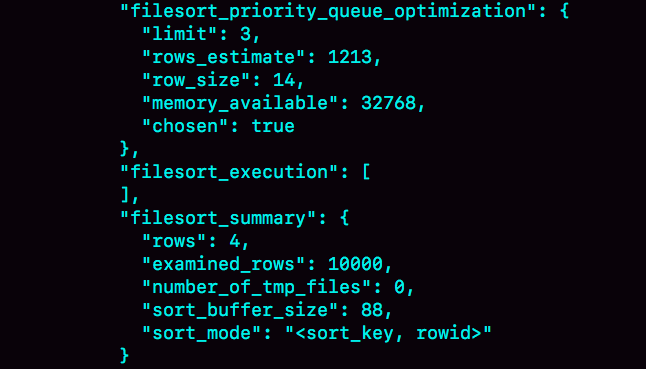 "filesort_priority_queue_optimization": {
"limit": 3,
"rows_estimate": 1213,
"row_size": 14,
"memory_available": 32768,
"chosen": true
},
"filesort_execution": [
],
"filesort_summary": {
"rows": 4,
"examined_rows": 10000,
"number_of_tmp_files": 0,
"sort_buffer_size": 88,
"sort_mode": "<sort_key, rowid>"
}